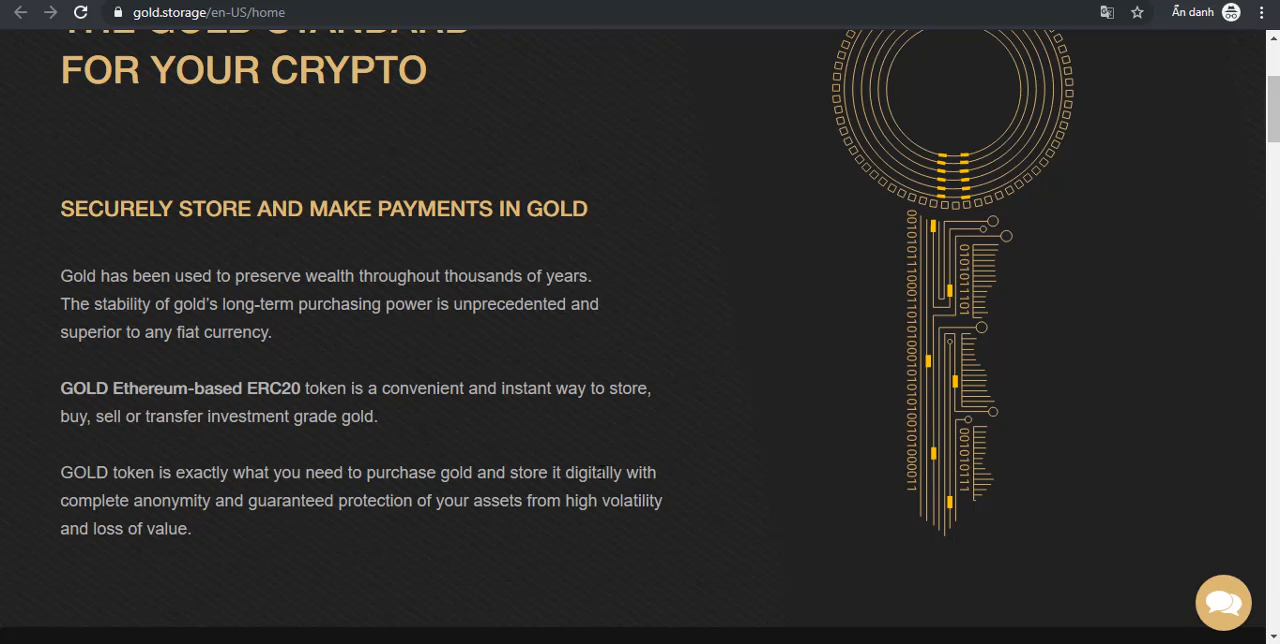 gold.storage/en-US/home
Ẩn danh
THE GOLD STANDARD
FOR YOUR CRYPTO
SECURELY STORE AND MAKE PAYMENTS IN GOLD
Gold has been used to preserve wealth throughout thousands of years.
The stability of gold’s long-term purchasing power is unprecedented and
superior to any fiat currency.
GOLD Ethereum-based ERC20 token is a convenient and instant way to store,
buy, sell or transfer investment grade gold.
GOLD token is exactly what you need to purchase gold and store it digitally with
complete anonymity and guaranteed protection of your assets from high volatility
and loss of value.